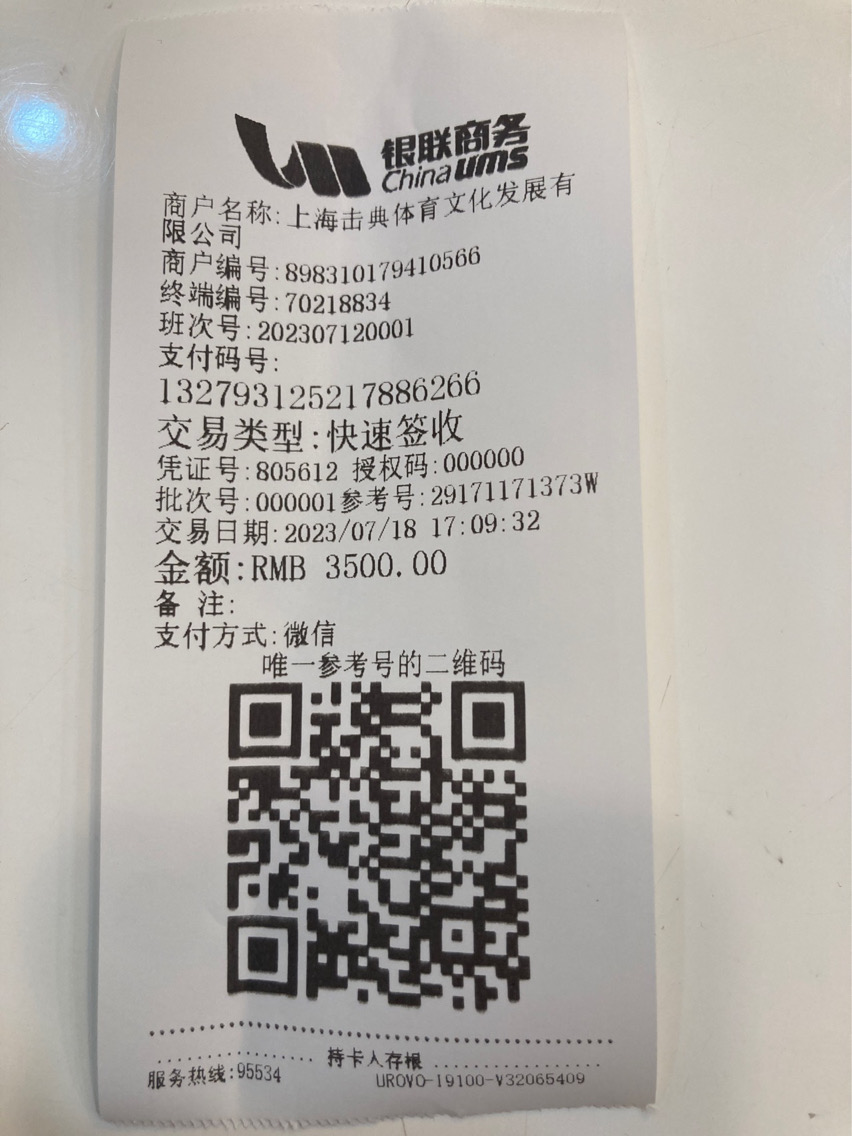 银联商务
China ums
商户名称:上海击典体育文化发展有
限公司
商户编号:898310179410566
终端编号:70218834
班次号:202307120001
支付码号:
132793125217886266
交易类型:快速签收
凭证号:805612 授权码:000000
批次号:000001参考号:29171171373W
交易日期:2023/07/18 17:09:32
金额:RMB 3500.00
备 注:
支付方式:微信
唯一参考号的二维码
持卡人存根
服务热线:95534 UROVO-19100-V32065409